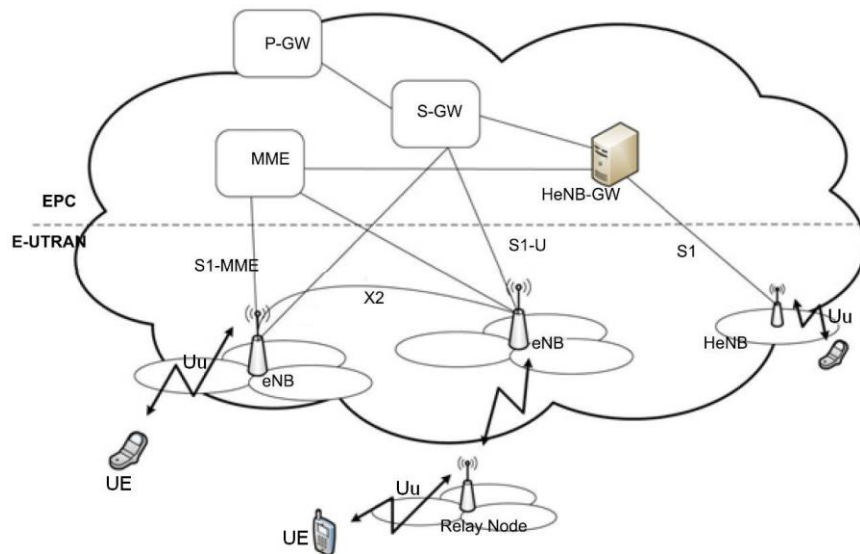 P-GW
S-GW
MME
HeNB-GW
EPC
E-UTRAN
S1-MME
S1-U
S1
X2
Uu
eNB
eNB
HeNB
Uu
UE
Uu
UE
Relay Node